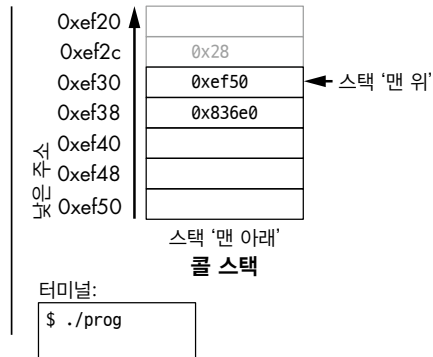 0xef20
0xef2c 0x28
0xef30 0xef50 스택 ‘맨 위’
0xef38 0x836e0
0xef40
0xef48
0xef50
낮은 주소
스택 ‘맨 아래’
콜 스택
터미널:
$ ./prog